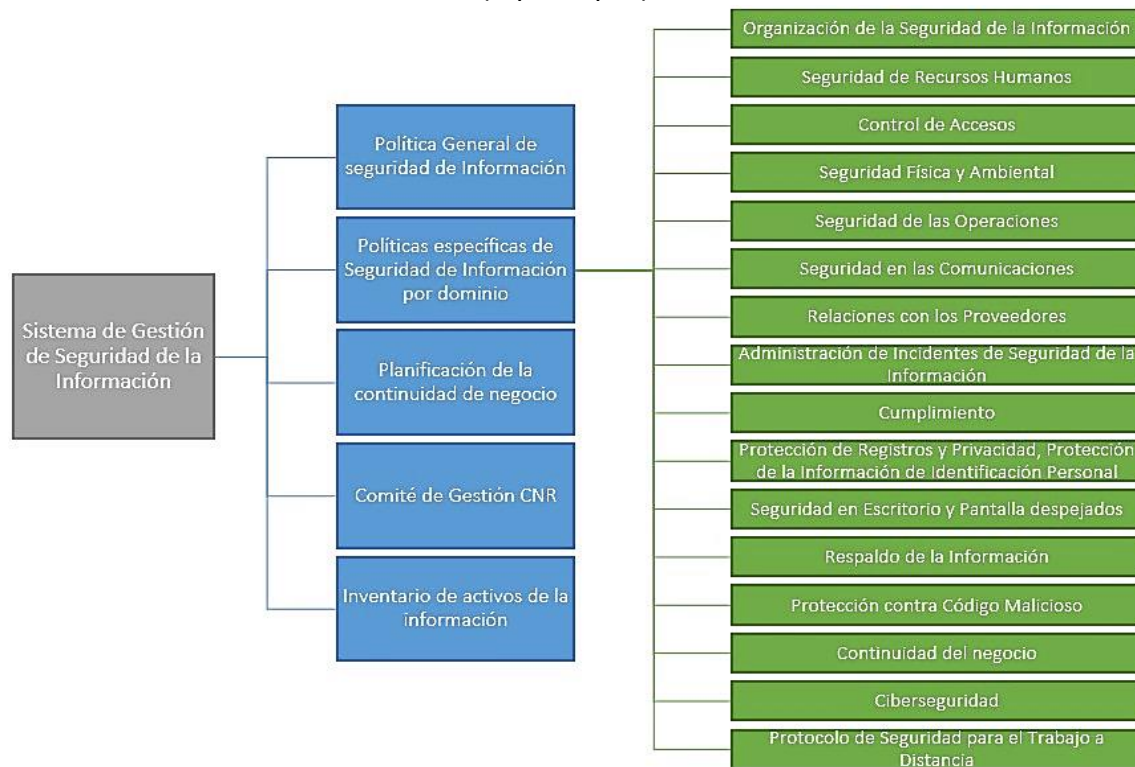 Sistema de Gestión
de Seguridad de la
Información
Política General de
seguridad de Información
Políticas específicas de
Seguridad de Información
por dominio
Planificación de la
continuidad de negocio
Comité de Gestión CNR
Inventario de activos de la
información
Organización de la Seguridad de la Información
Seguridad de Recursos Humanos
Control de Accesos
Seguridad Física y Ambiental
Seguridad de las Operaciones
Seguridad en las Comunicaciones
Relaciones con los Proveedores
Administración de Incidentes de Seguridad de la
Información
Cumplimiento
Protección de Registros y Privacidad, Protección
de la Información de Identificación Personal
Seguridad en Escritorio y Pantalla despejados
Respaldo de la Información
Protección contra Código Malicioso
Continuidad del negocio
Ciberseguridad
Protocolo de Seguridad para el Trabajo a
Distancia